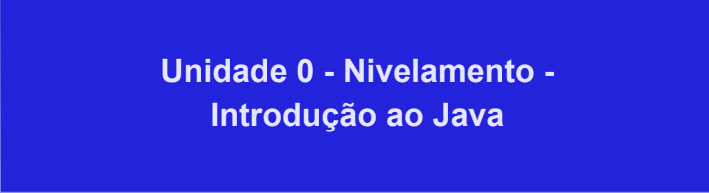 Unidade 0 - Nivelamento -
Introdução ao Java